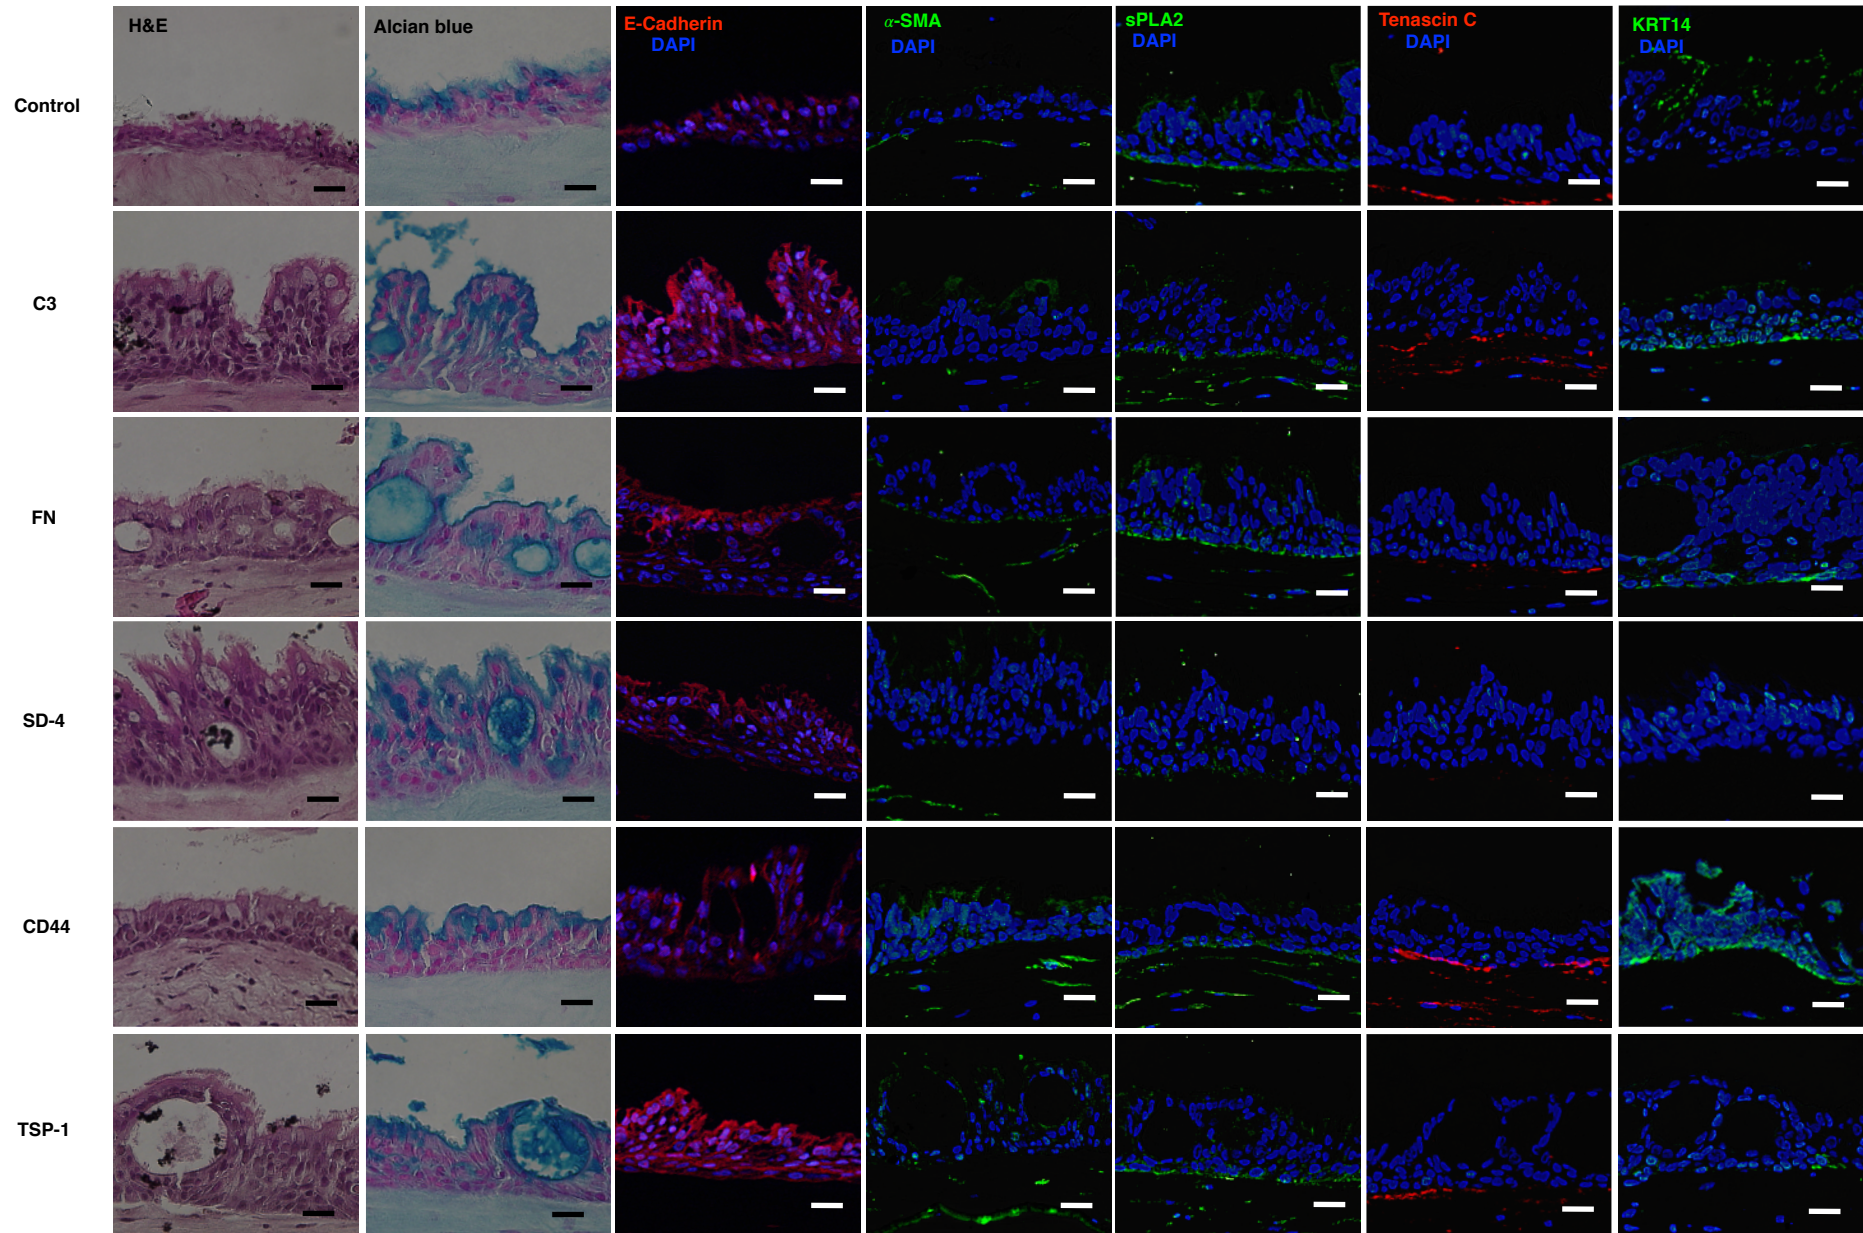 H&E
Alcian blue
E-Cadherin
DAPI
α-SMA
DAPI
sPLA2
DAPI
Tenascin C
DAPI
KRT14
DAPI
Control
C3
FN
SD-4
CD44
TSP-1